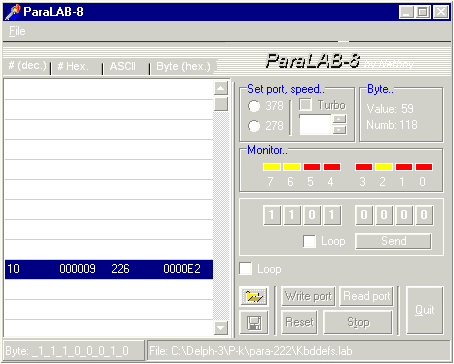 ParaLAB-8
File
# (dec.) # Hex. ASCII Byte (hex.)
ParaLAB-8 by Nathny
Set port, speed..
378 Turbo
278
Byte..
Value: 59
Numb: 118
Monitor..
7 6 5 4 3 2 1 0
1 1 0 1 0 0 0 0
Loop Send
10 000009 226 0000E2
Loop
Write port Read port Quit
Reset Stop
Byte: _1_1_1_0_0_0_1_0 File: C:\Delph-3\P-k\para-222\Kbddefs.lab